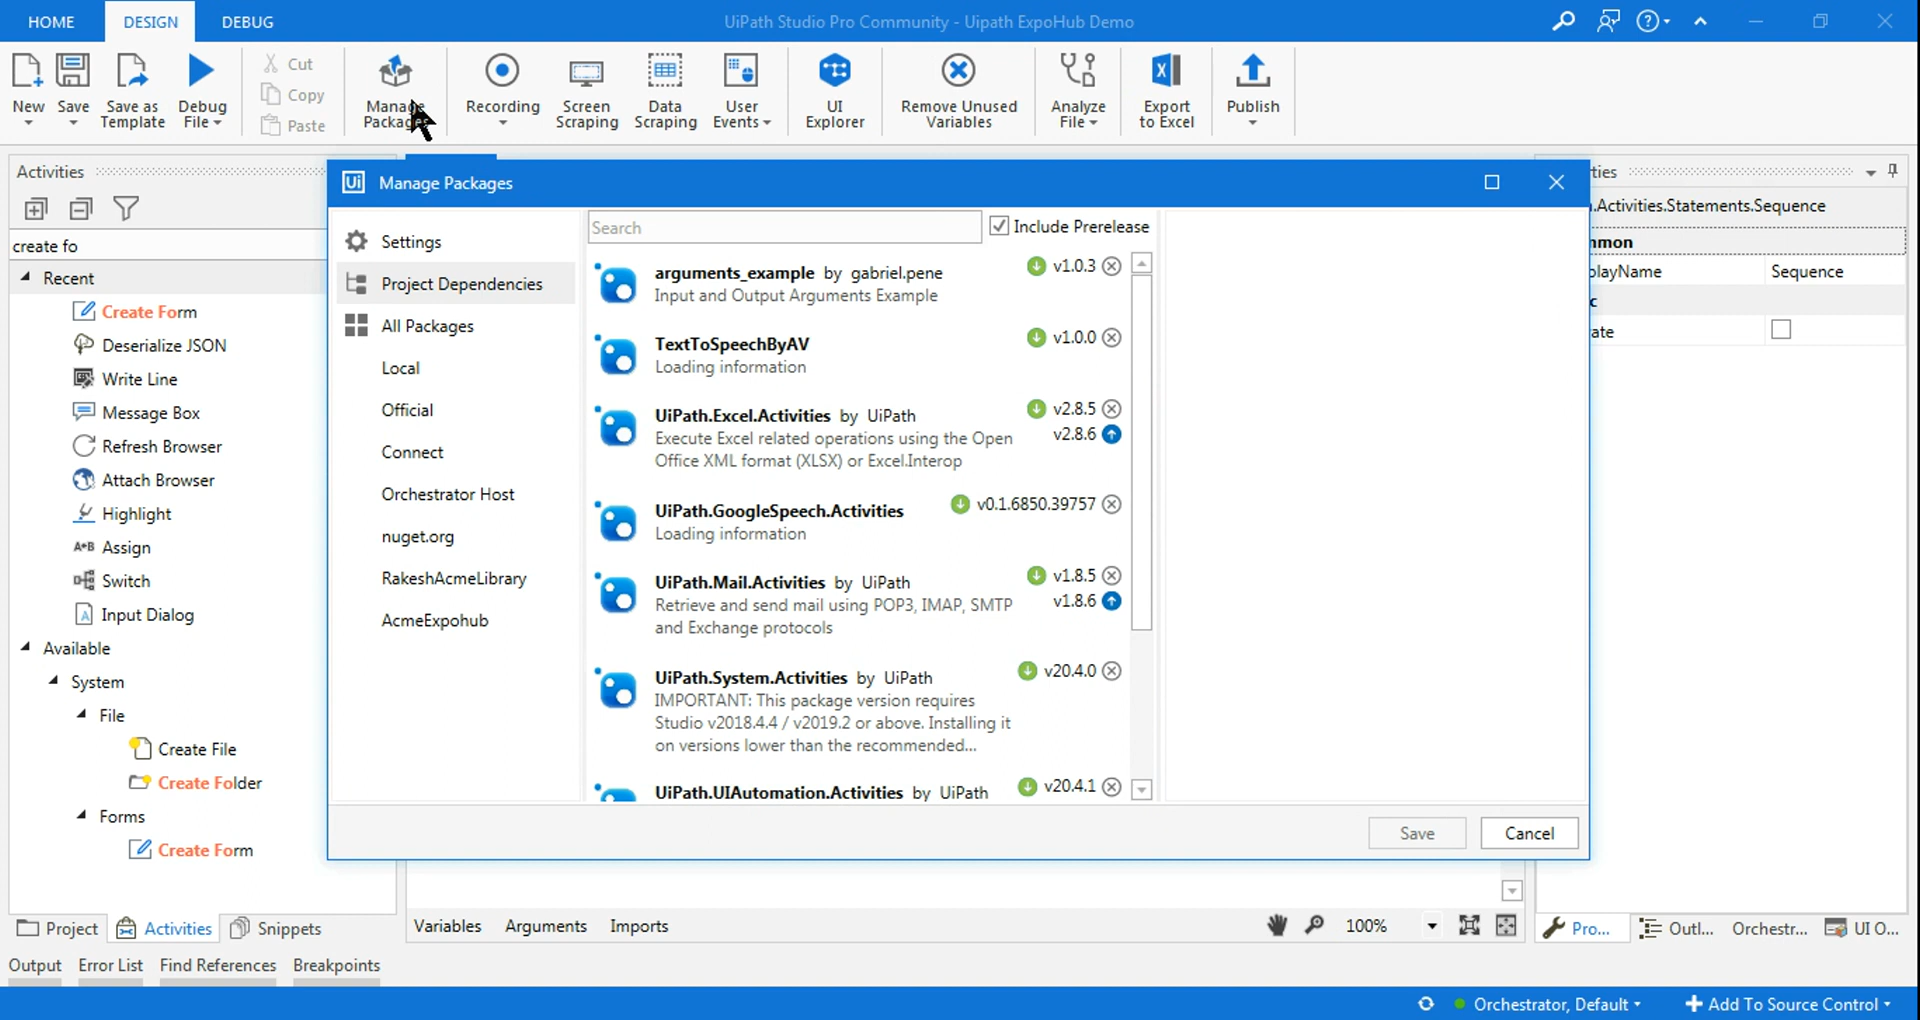 HOME DESIGN DEBUG UiPath Studio Pro Community - Uipath ExpoHub Demo
New Save Save as Template Debug File Cut Copy Paste Manage Packages Recording Screen Scraping Data Scraping User Events UI Explorer Remove Unused Variables Analyze File Export to Excel Publish
Activities
create fo
Recent
Create Form
Deserialize JSON
Write Line
Message Box
Refresh Browser
Attach Browser
Highlight
A+B Assign
Switch
Input Dialog
Available
System
File
Create File
Create Folder
Forms
Create Form
Project Activities Snippets
Ui Manage Packages
Settings
Project Dependencies
All Packages
Local
Official
Connect
Orchestrator Host
nuget.org
RakeshAcmeLibrary
AcmeExpohub
Search Include Prerelease
arguments_example by gabriel.pene v1.0.3
Input and Output Arguments Example
TextToSpeechByAV v1.0.0
Loading information
UiPath.Excel.Activities by UiPath v2.8.5
Execute Excel related operations using the Open v2.8.6
Office XML format (XLSX) or Excel.Interop
UiPath.GoogleSpeech.Activities v0.1.6850.39757
Loading information
UiPath.Mail.Activities by UiPath v1.8.5
Retrieve and send mail using POP3, IMAP, SMTP v1.8.6
and Exchange protocols
UiPath.System.Activities by UiPath v20.4.0
IMPORTANT: This package version requires
Studio v2018.4.4 / v2019.2 or above. Installing it
on versions lower than the recommended...
UiPath.UIAutomation.Activities by UiPath v20.4.1
Save Cancel
ties
.Activities.Statements.Sequence
mmon
playName Sequence
c
ate
Variables Arguments Imports 100%
Pro... Outl... Orchestr... UI O...
Output Error List Find References Breakpoints
Orchestrator, Default Add To Source Control